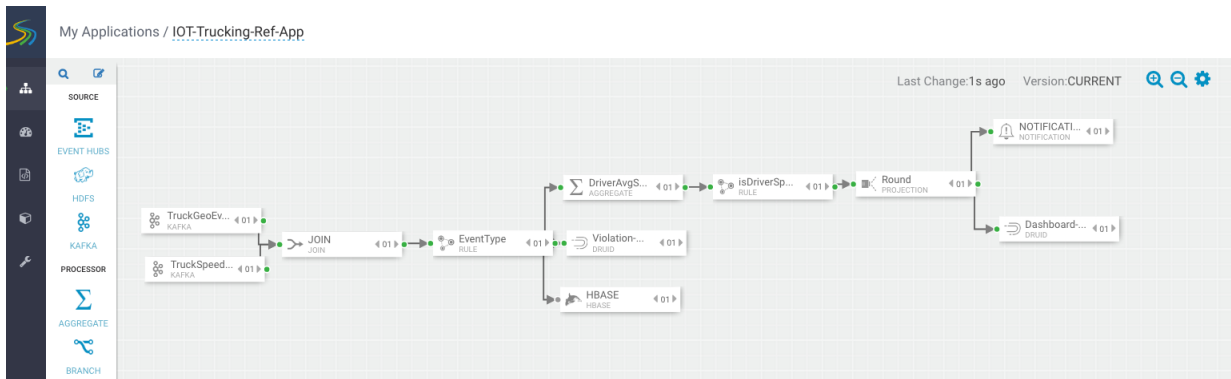 My Applications / IOT-Trucking-Ref-App
Last Change:1s ago Version:CURRENT
SOURCE
EVENT HUBS
HDFS
KAFKA
PROCESSOR
AGGREGATE
BRANCH
TruckGeoEv... 01
KAFKA
TruckSpeed... 01
KAFKA
JOIN 01
JOIN
EventType 01
RULE
DriverAvgS... 01
AGGREGATE
Violation-... 01
DRUID
HBASE 01
HBASE
isDriverSp... 01
RULE
Round 01
PROJECTION
NOTIFICATI... 01
NOTIFICATION
Dashboard-... 01
DRUID